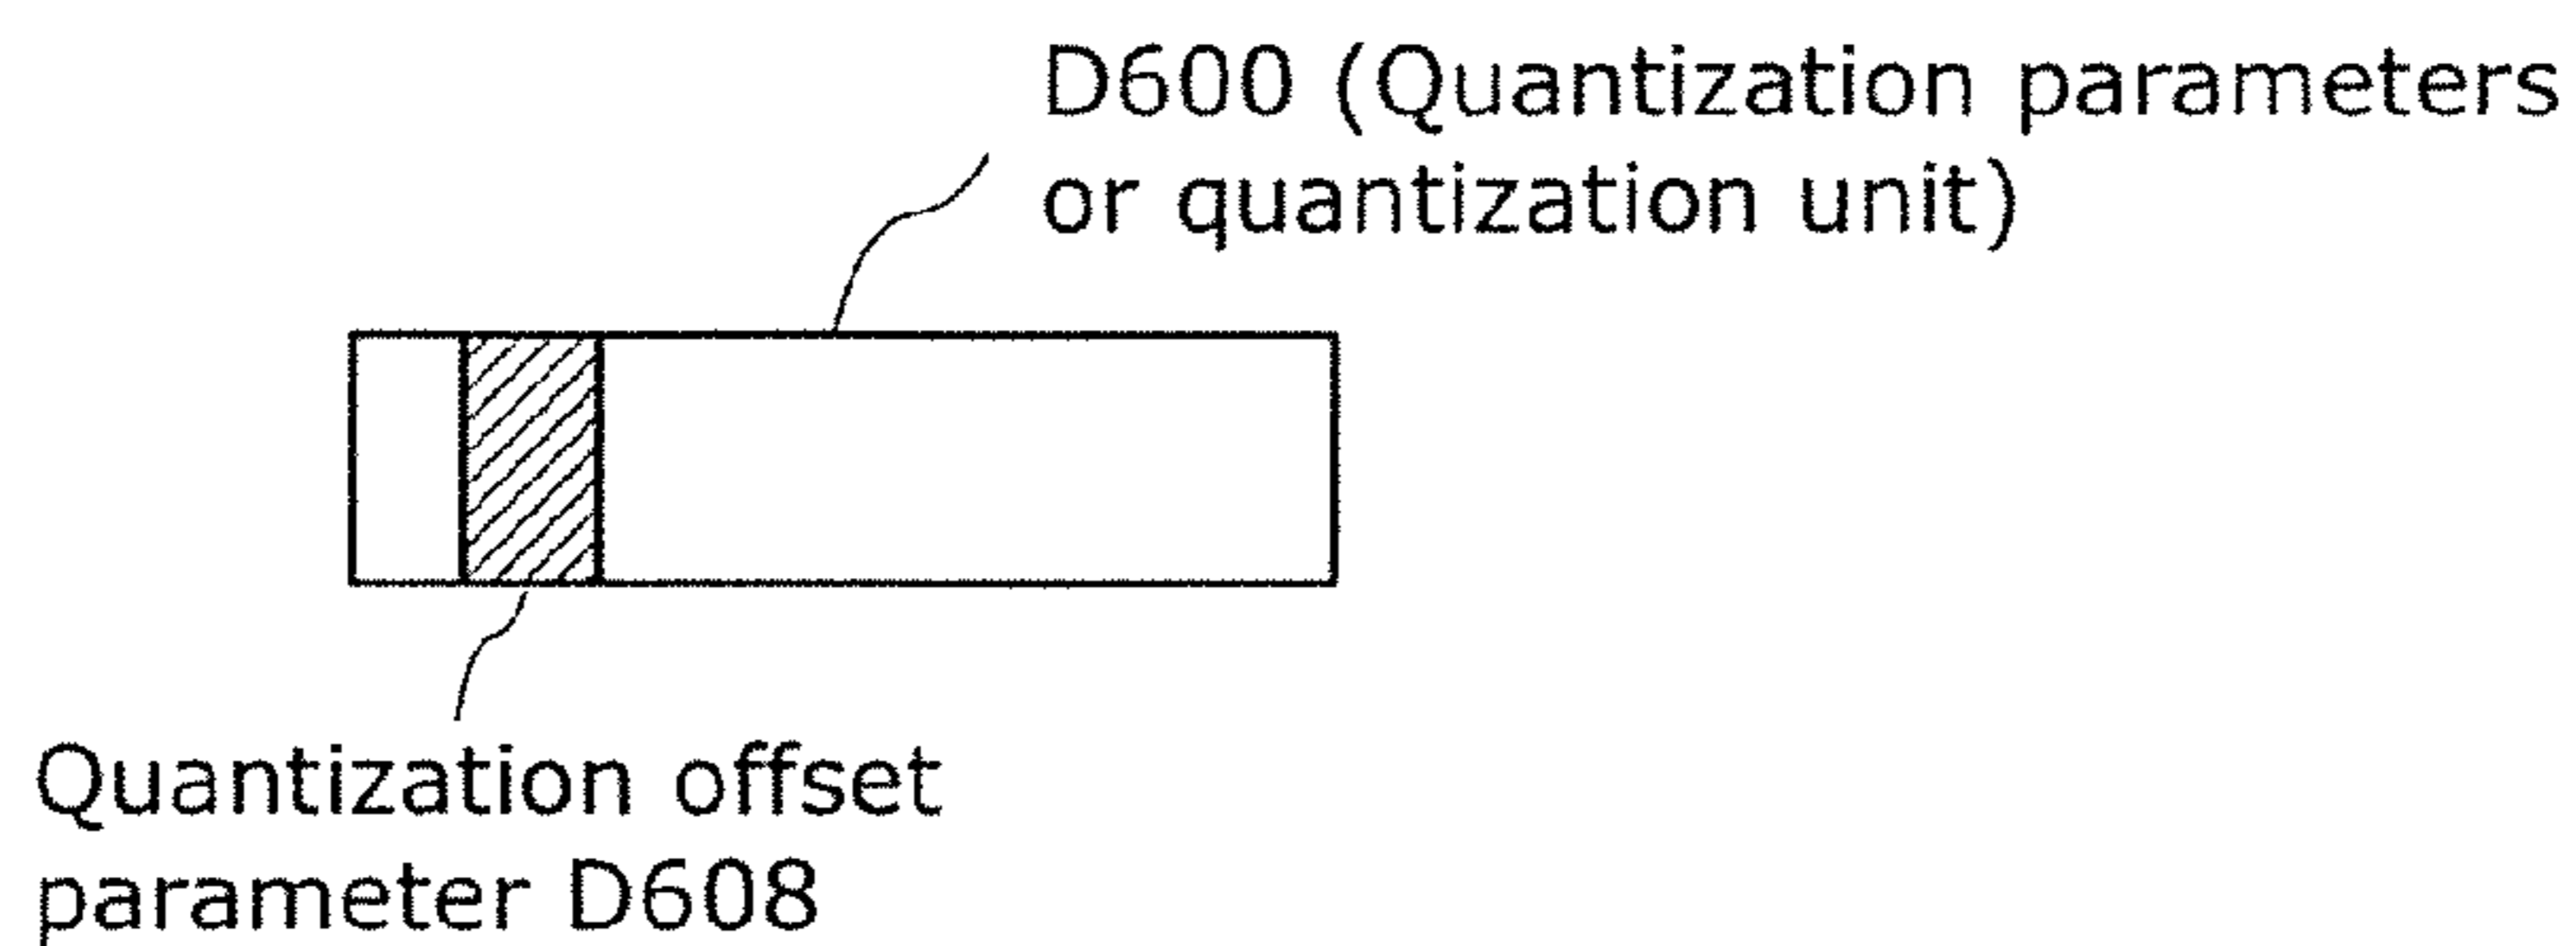 D600 (Quantization parameters
or quantization unit)
Quantization offset
parameter D608